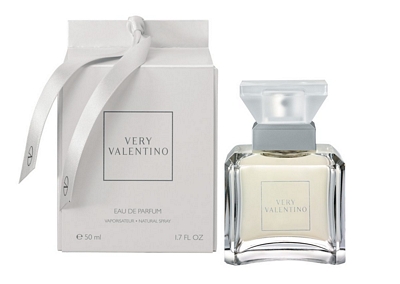 VERY
VALENTINO
EAU DE PARFUM
VAPORISATEUR • NATURAL SPRAY
e 50 ml 1.7 FL OZ
VERY
VALENTINO